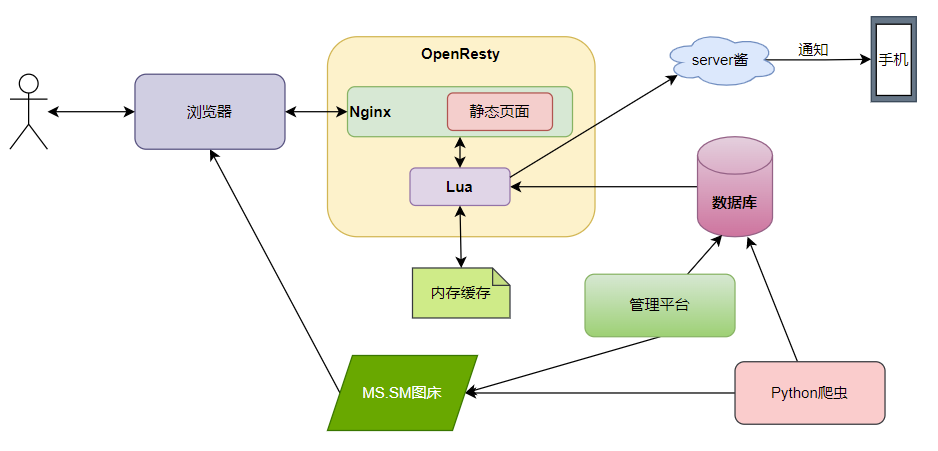 OpenResty
server酱
通知
手机
浏览器
Nginx
静态页面
Lua
数据库
内存缓存
管理平台
MS.SM图床
Python爬虫